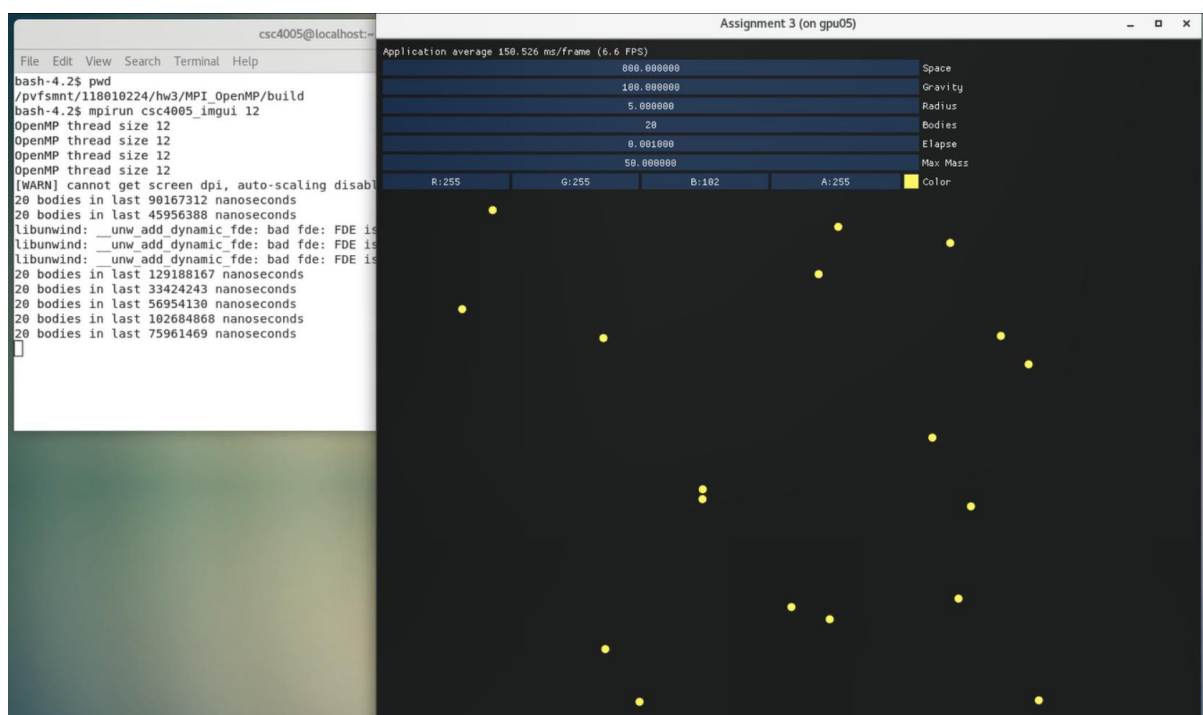 csc4005@localhost:~
File Edit View Search Terminal Help
bash-4.2$ pwd
/pvfsmnt/118010224/hw3/MPI_OpenMP/build
bash-4.2$ mpirun csc4005_imgui 12
OpenMP thread size 12
OpenMP thread size 12
OpenMP thread size 12
OpenMP thread size 12
[WARN] cannot get screen dpi, auto-scaling disabl
20 bodies in last 90167312 nanoseconds
20 bodies in last 45956388 nanoseconds
libunwind: __unw_add_dynamic_fde: bad fde: FDE is
libunwind: __unw_add_dynamic_fde: bad fde: FDE is
libunwind: __unw_add_dynamic_fde: bad fde: FDE is
20 bodies in last 129188167 nanoseconds
20 bodies in last 33424243 nanoseconds
20 bodies in last 56954130 nanoseconds
20 bodies in last 102684868 nanoseconds
20 bodies in last 75961469 nanoseconds
Assignment 3 (on gpu05)
Application average 150.526 ms/frame (6.6 FPS)
800.000000 Space
100.000000 Gravity
5.000000 Radius
20 Bodies
0.001000 Elapse
50.000000 Max Mass
R:255 G:255 B:102 A:255 Color